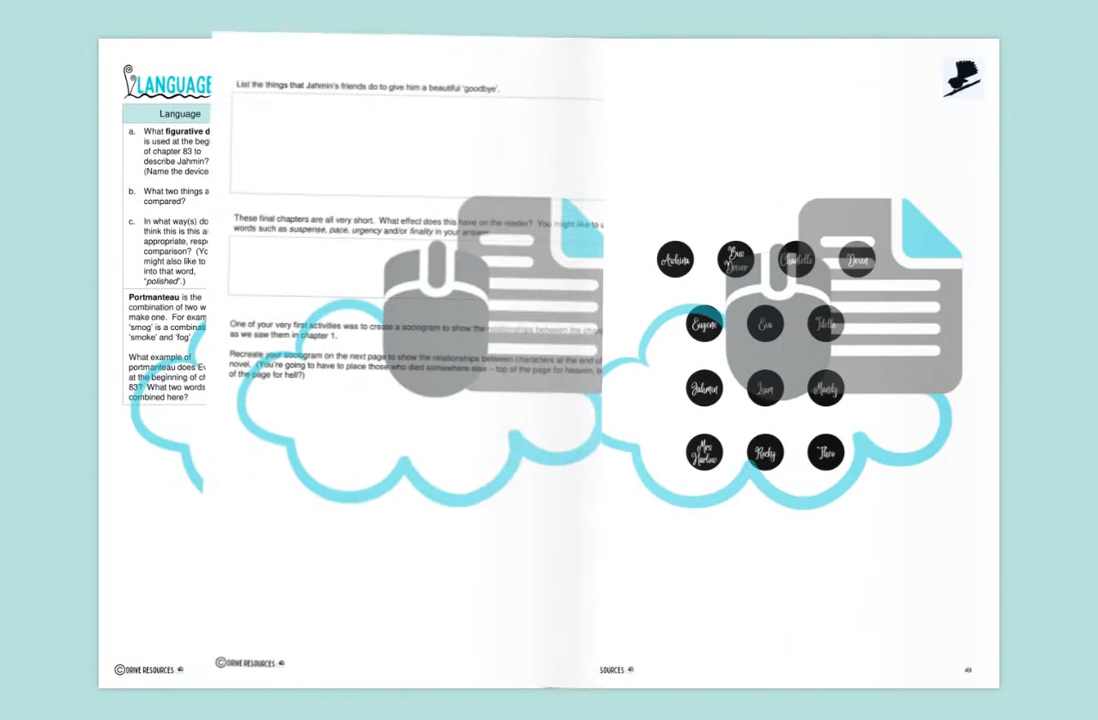 LANGUAGE
Language
a. What figurative d
is used at the beg
of chapter 83 to
describe Jahmin?
(Name the device
b. What two things a
compared?
c. In what way(s) do
think this is this a
appropriate, resp
comparison? (Yo
might also like to
into that word,
"polished".)
Portmanteau is the
combination of two w
make one. For exam
'smog' is a combinat
'smoke' and 'fog'
What example of
portmanteau does Ev
at the beginning of ch
83? What two words
combined here?
© DRIVE RESOURCES
List the things that Jahmin's friends do to give him a beautiful 'goodbye'.
These final chapters are all very short. What effect does this have on the reader? You might like to u
words such as suspense, pace, urgency and/or finality in your answer.
One of your very first activities was to create a sociogram to show the relationships between the cha
as we saw them in chapter 1.
Recreate your sociogram on the next page to show the relationships between characters at the end of
novel. (You're going to have to place those who died somewhere else – top of the page for heaven, b
of the page for hell?)
© DRIVE RESOURCES
Bus
Driver
Devon
Eugene
Eva
Jahmin
Liam
Mandy
Mrs
Harlow
Ricky
Theo
SOURCES
49